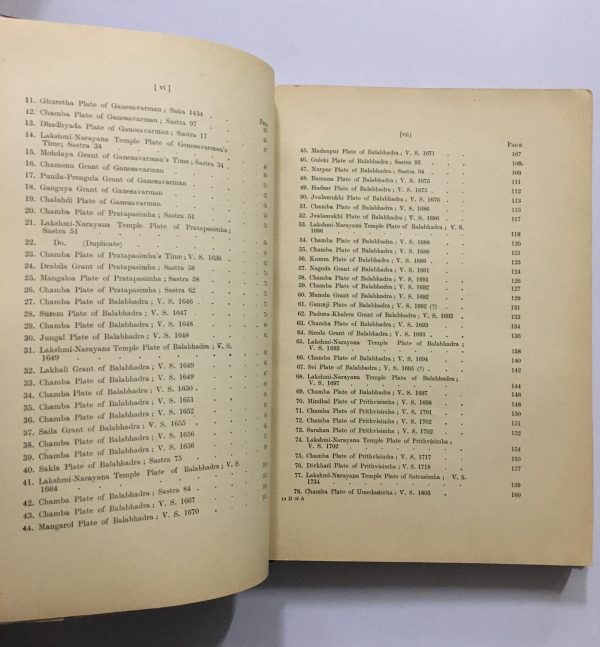 [ vi ]
PAGE
11. Ghuretha Plate of Ganesavarman; Saka 1434
12. Chamba Plate of Ganesavarman; Sastra 97
13. Dhadhyada Plate of Ganesavarman; Sastra 17
14. Lakshmi-Narayana Temple Plate of Genesavarman's
Time; Sastra 34
15. Mohdaya Grant of Ganesavarman's Time; Sastra 34
16. Chamenu Grant of Ganesavarman
17. Punila-Prengula Grant of Ganesavarman
18. Ganguya Grant of Ganesavarman
19. Chalahdi Plate of Ganesavarman
20. Chamba Plate of Pratapasimha; Sastra 51
21. Lakshmi-Narayana Temple Plate of Pratapasimha;
Sastra 51
22. Do. (Duplicate)
23. Chamba Plate of Pratapasimha's Time; V. S. 1636
24. Drabila Grant of Pratapasimha; Sastra 58
25. Mangaloa Plate of Pratapasimha; Sastra 58
26. Chamba Plate of Pratapasimha; Sastra 62
27. Chamba Plate of Balabhadra; V. S. 1646
28. Sürem Plate of Balabhadra; V. S. 1647
29. Chamba Plate of Balabhadra; V. S. 1648
30. Jungal Plate of Balabhadra; V. S. 1648
31. Lakshmi-Narayana Temple Plate of Balabhadra; V. S.
1649
32. Lakhali Grant of Balabhadra; V. S. 1649
33. Chamba Plate of Balabhadra; V. S. 1649
34. Chamba Plate of Balabhadra; V. S. 1650
35. Chamba Plate of Balabhadra; V. S. 1651
36. Chamba Plate of Balabhadra; V. S. 1652
37. Saila Grant of Balabhadra; V. S. 1655
38. Chamba Plate of Balabhadra; V. S. 1656
39. Chamba Plate of Balabhadra; V. S. 1656
40. Sakla Plate of Balabhadra; Sastra 75
41. Lakshmi-Narayana Temple Plate of Balabhadra; V. S.
1664
42. Chamba Plate of Balabhadra; Sastra 84
43. Chamba Plate of Balabhadra; V. S. 1667
44. Mangarol Plate of Balabhadra; V. S. 1670
[vii]
PAGE
45. Madanpur Plate of Balabhadra; V. S. 1671 107
46. Guleki Plate of Balabhadra; Sastra 93 108
47. Nurpur Plate of Balabhadra; Sastra 94 109
48. Bamnna Plate of Balabhadra; V. S. 1675 111
49. Hadsar Plate of Balabhadra; V. S. 1675 112
50. Jvalamukhi Plate of Balabhadra; V. S. 1676 113
51. Chamba Plate of Balabhadra; V. S. 1686 115
52. Jvalamukhi Plate of Balabhadra; V. S. 1686 117
53. Lakshmi-Narayana Temple Plate of Balabhadra; V. S.
1686 118
54. Chamba Plate of Balabhadra; V. S. 1688 120
55. Chamba Plate of Balabhadra; V. S. 1689 121
56. Kumra Plate of Balabhadra; V. S. 1689 122
57. Nagoda Grant of Balabhadra; V. S. 1691 124
58. Chamba Plate of Balabhadra; V. S. 1691 126
59. Chamba Plate of Balabhadra; V. S. 1692 127
60. Mamdu Grant of Balabhadra; V. S. 1692 129
61. Gamnji Plate of Balabhadra; V. S. 1692 (?) 131
62. Padura-Khalera Grant of Balabhadra; V. S. 1693 133
63. Chamba Plate of Balabhadra; V. S. 1693 134
64. Simda Grant of Balabhadra; V. S. 1693 136
65. Lakshmi-Narayana Temple Plate of Balabhadra;
V. S. 1693 138
66. Chamba Plate of Balabhadra; V. S. 1694 140
67. Sei Plate of Balabhadra; V. S. 1695 (?) 142
68. Lakshmi-Narayana Temple Plate of Balabhadra;
V. S. 1697 144
69. Chamba Plate of Balabhadra; V. S. 1697 146
70. Mindhal Plate of Prithvisimha; V. S. 1698 148
71. Chamba Plate of Prithvisimha; V. S. 1701 150
72. Chamba Plate of Prithvisimha; V. S. 1702 151
73. Sarahan Plate of Prithvisimha; V. S. 1702 152
74. Lakshmi-Narayana Temple Plate of Prithvisimha;
V. S. 1702 154
75. Chamba Plate of Prithvisimha; V. S. 1717 155
76. Divkhari Plate of Prithvisimha; V. S. 1718 157
77. Lakshmi-Narayana Temple Plate of Satrusimha; V. S.
1734 159
78. Chamba Plate of Umedasimha; V. S. 1805 160
14 D of A